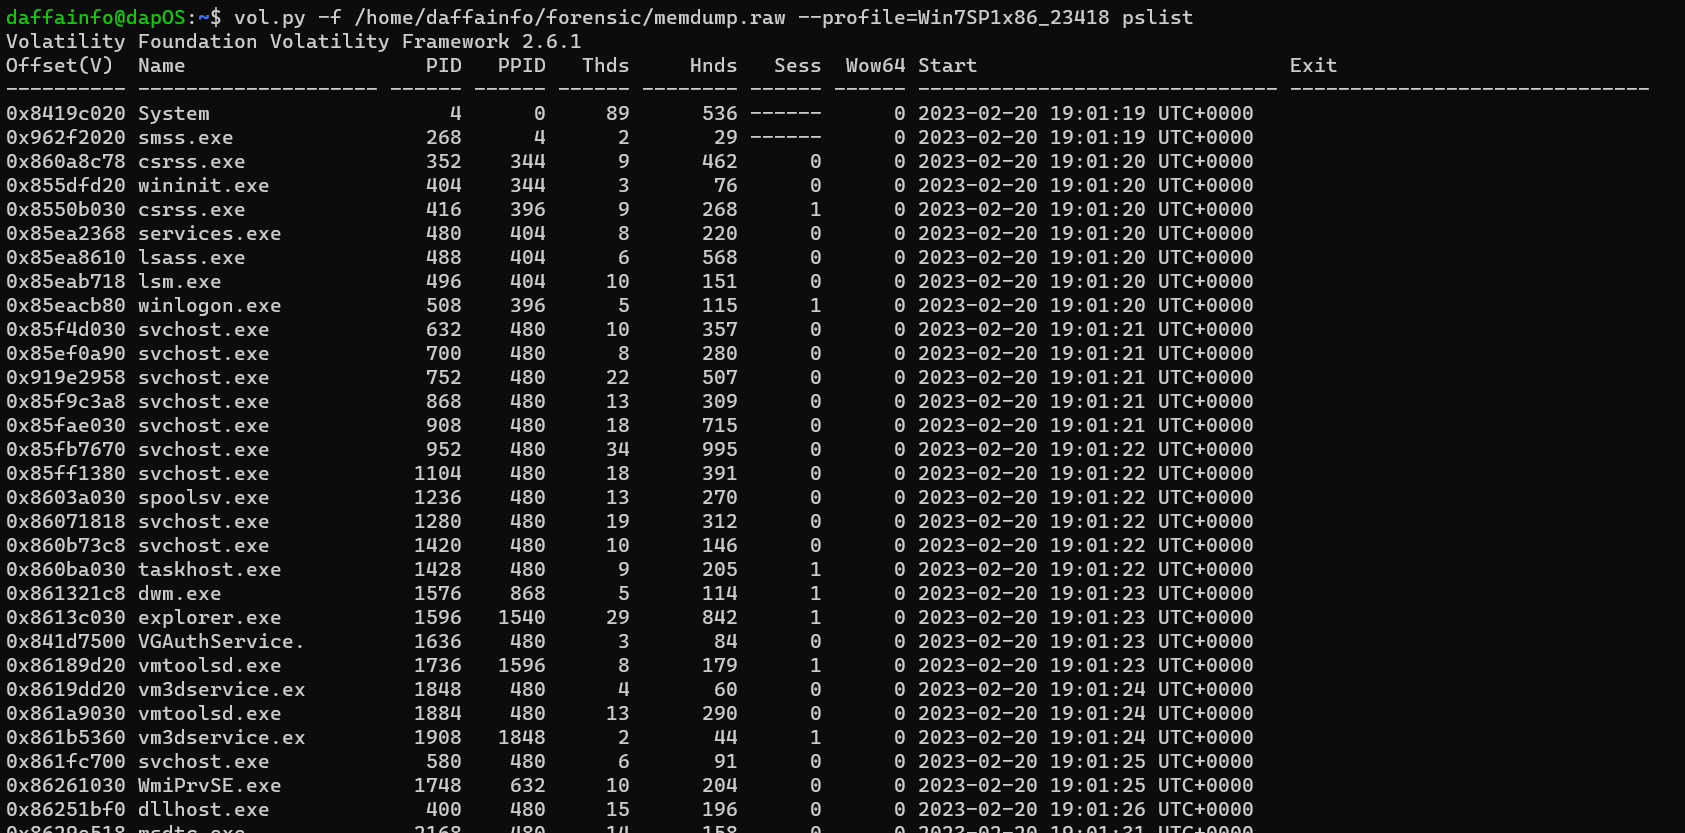 daffainfo@dapOS:~$ vol.py -f /home/daffainfo/forensic/memdump.raw --profile=Win7SP1x86_23418 pslist
Volatility Foundation Volatility Framework 2.6.1
Offset(V)  Name                    PID   PPID   Thds     Hnds   Sess  Wow64 Start                          Exit
---------- -------------------- ------ ------ ------ -------- ------ ------ ------------------------------ ------------------------------
0x8419c020 System                    4      0     89      536 ------      0 2023-02-20 19:01:19 UTC+0000
0x962f2020 smss.exe                268      4      2       29 ------      0 2023-02-20 19:01:19 UTC+0000
0x860a8c78 csrss.exe               352    344      9      462      0      0 2023-02-20 19:01:20 UTC+0000
0x855dfd20 wininit.exe             404    344      3       76      0      0 2023-02-20 19:01:20 UTC+0000
0x8550b030 csrss.exe               416    396      9      268      1      0 2023-02-20 19:01:20 UTC+0000
0x85ea2368 services.exe            480    404      8      220      0      0 2023-02-20 19:01:20 UTC+0000
0x85ea8610 lsass.exe               488    404      6      568      0      0 2023-02-20 19:01:20 UTC+0000
0x85eab718 lsm.exe                 496    404     10      151      0      0 2023-02-20 19:01:20 UTC+0000
0x85eacb80 winlogon.exe            508    396      5      115      1      0 2023-02-20 19:01:20 UTC+0000
0x85f4d030 svchost.exe             632    480     10      357      0      0 2023-02-20 19:01:21 UTC+0000
0x85ef0a90 svchost.exe             700    480      8      280      0      0 2023-02-20 19:01:21 UTC+0000
0x919e2958 svchost.exe             752    480     22      507      0      0 2023-02-20 19:01:21 UTC+0000
0x85f9c3a8 svchost.exe             868    480     13      309      0      0 2023-02-20 19:01:21 UTC+0000
0x85fae030 svchost.exe             908    480     18      715      0      0 2023-02-20 19:01:21 UTC+0000
0x85fb7670 svchost.exe             952    480     34      995      0      0 2023-02-20 19:01:22 UTC+0000
0x85ff1380 svchost.exe            1104    480     18      391      0      0 2023-02-20 19:01:22 UTC+0000
0x8603a030 spoolsv.exe            1236    480     13      270      0      0 2023-02-20 19:01:22 UTC+0000
0x86071818 svchost.exe            1280    480     19      312      0      0 2023-02-20 19:01:22 UTC+0000
0x860b73c8 svchost.exe            1420    480     10      146      0      0 2023-02-20 19:01:22 UTC+0000
0x860ba030 taskhost.exe           1428    480      9      205      1      0 2023-02-20 19:01:22 UTC+0000
0x861321c8 dwm.exe                1576    868      5      114      1      0 2023-02-20 19:01:23 UTC+0000
0x8613c030 explorer.exe           1596   1540     29      842      1      0 2023-02-20 19:01:23 UTC+0000
0x841d7500 VGAuthService.         1636    480      3       84      0      0 2023-02-20 19:01:23 UTC+0000
0x86189d20 vmtoolsd.exe           1736   1596      8      179      1      0 2023-02-20 19:01:23 UTC+0000
0x8619dd20 vm3dservice.ex         1848    480      4       60      0      0 2023-02-20 19:01:24 UTC+0000
0x861a9030 vmtoolsd.exe           1884    480     13      290      0      0 2023-02-20 19:01:24 UTC+0000
0x861b5360 vm3dservice.ex         1908   1848      2       44      1      0 2023-02-20 19:01:24 UTC+0000
0x861fc700 svchost.exe             580    480      6       91      0      0 2023-02-20 19:01:25 UTC+0000
0x86261030 WmiPrvSE.exe           1748    632     10      204      0      0 2023-02-20 19:01:25 UTC+0000
0x86251bf0 dllhost.exe             400    480     15      196      0      0 2023-02-20 19:01:26 UTC+0000
msdtc.exe              2168    480     14      158      0      0 2023-02-20 19:01:31 UTC+0000